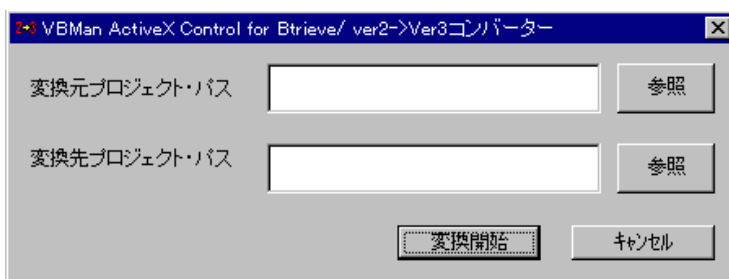 2→3 VBMan ActiveX Control for Btrieve/ ver2->Ver3コンバーター
変換元プロジェクト・パス 参照
変換先プロジェクト・パス 参照
変換開始 キャンセル